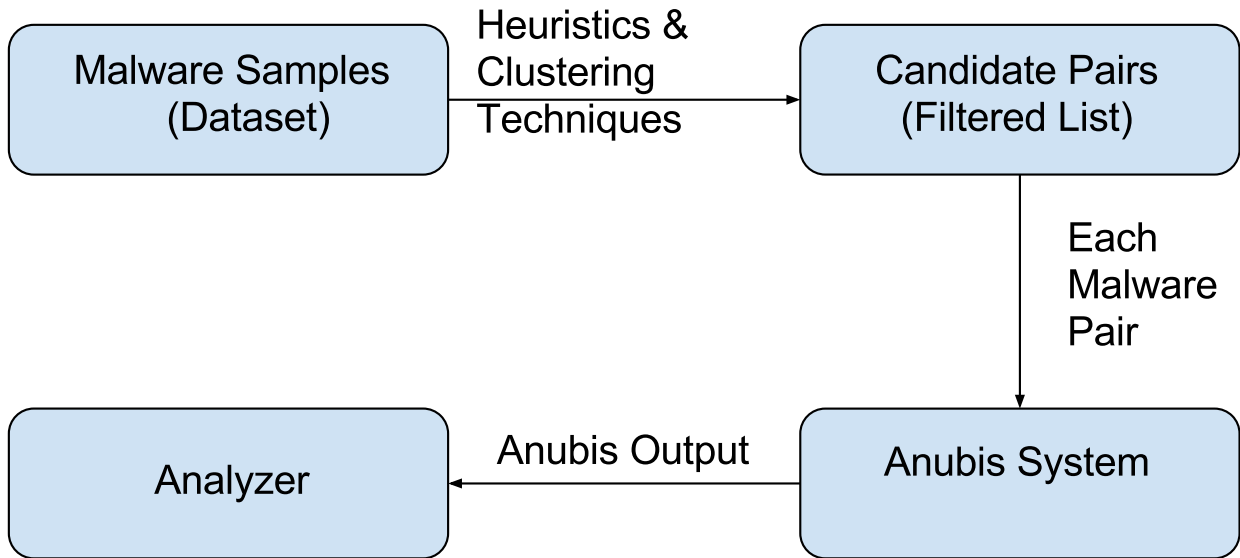 Malware Samples
(Dataset)
Heuristics &
Clustering
Techniques
Candidate Pairs
(Filtered List)
Each
Malware
Pair
Anubis System
Anubis Output
Analyzer